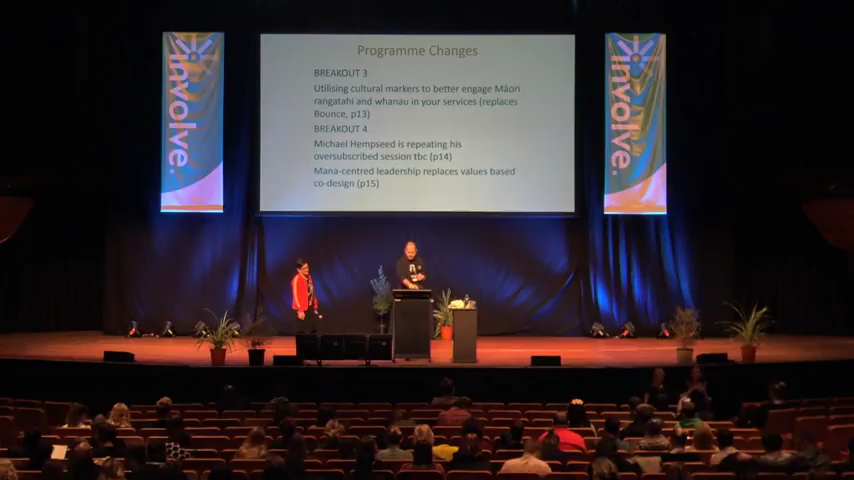 Programme Changes
BREAKOUT 3
Utilising cultural markers to better engage Māori
rangatahi and whanau in your services (replaces
Bounce, p13)
BREAKOUT 4
Michael Hempseed is repeating his
oversubscribed session tbc (p14)
Mana-centred leadership replaces values based
co-design (p15)
involve.
involve.